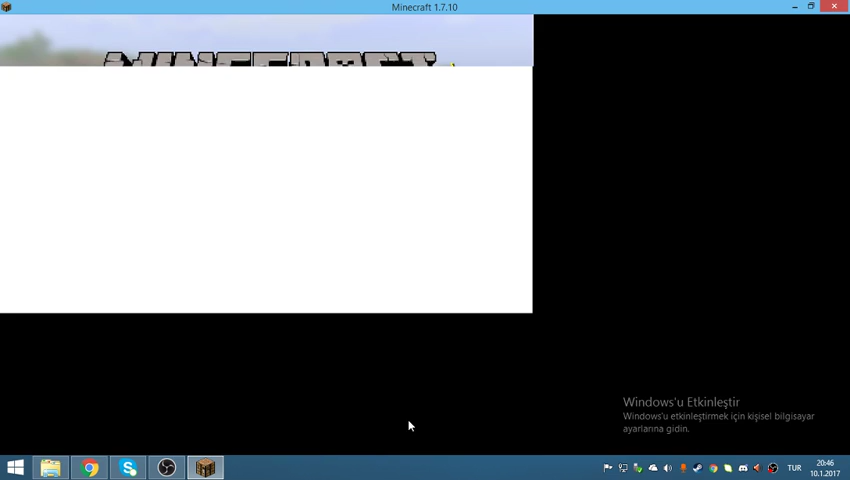 Minecraft 1.7.10
MINECRAFT
Windows'u Etkinleştir
Windows'u etkinleştirmek için kişisel bilgisayar
ayarlarına gidin.
TUR
20:46
10.1.2017